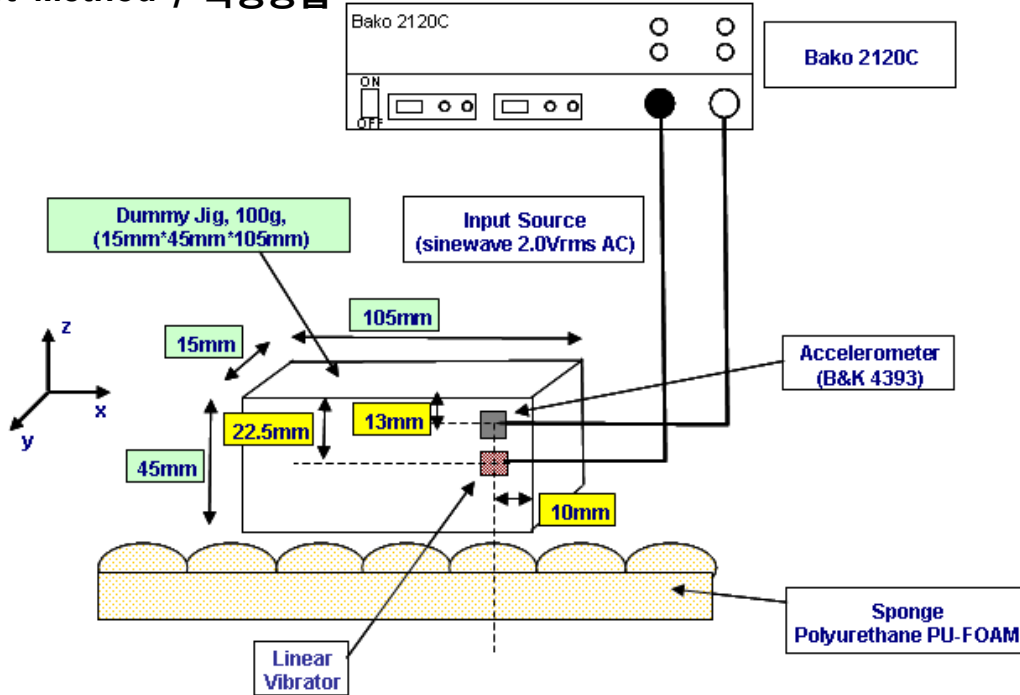 Method /
Bako 2120C
ON
OFF
Bako 2120C
Dummy Jig, 100g,
(15mm*45mm*105mm)
Input Source
(sinewave 2.0Vrms AC)
105mm
15mm
z
x
y
Accelerometer
(B&K 4393)
22.5mm
13mm
45mm
10mm
Sponge
Polyurethane PU-FOAM
Linear
Vibrator